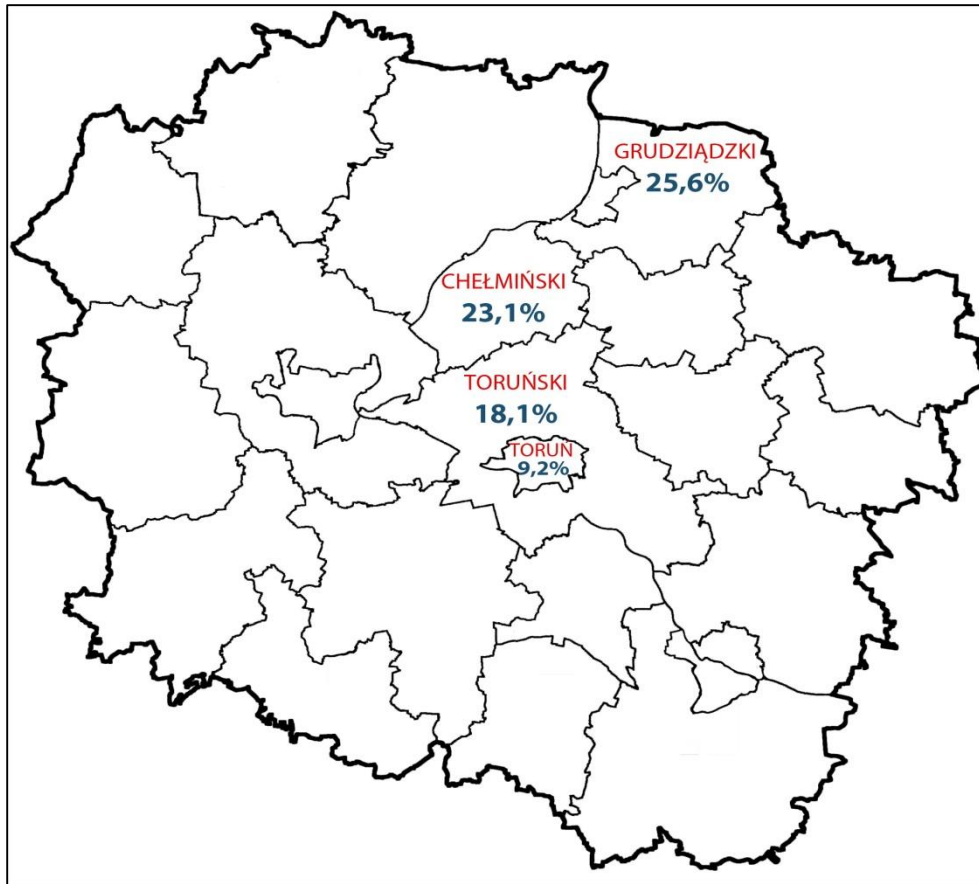 GRUDZIĄDZKI
25,6%
CHEŁMIŃSKI
23,1%
TORUŃSKI
18,1%
TORUŃ
9,2%